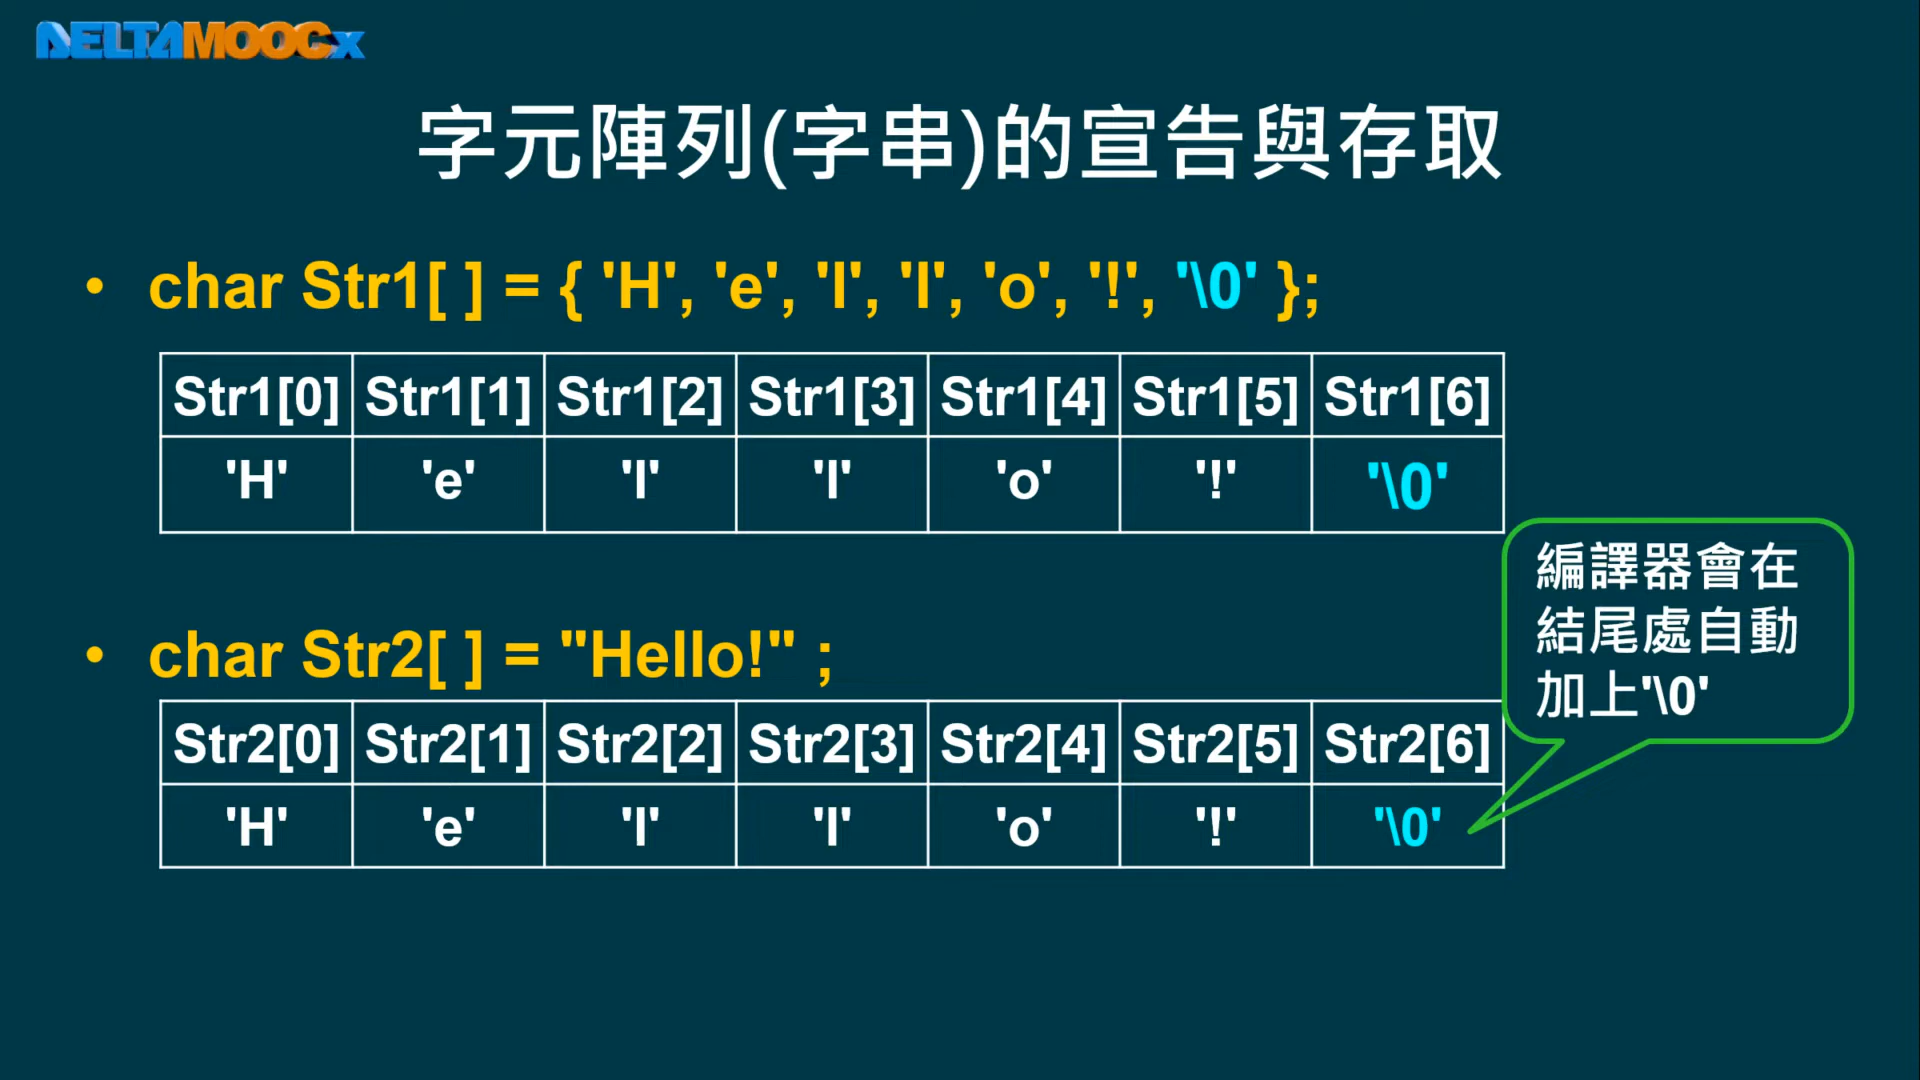 DELTAMOOCx
字元陣列(字串)的宣告與存取
• char Str1[ ] = { 'H', 'e', 'l', 'l', 'o', '!', '\0' };
Str1[0] Str1[1] Str1[2] Str1[3] Str1[4] Str1[5] Str1[6]
'H' 'e' 'l' 'l' 'o' '!' '\0'
編譯器會在
結尾處自動
加上'\0'
• char Str2[ ] = "Hello!" ;
Str2[0] Str2[1] Str2[2] Str2[3] Str2[4] Str2[5] Str2[6]
'H' 'e' 'l' 'l' 'o' '!' '\0'